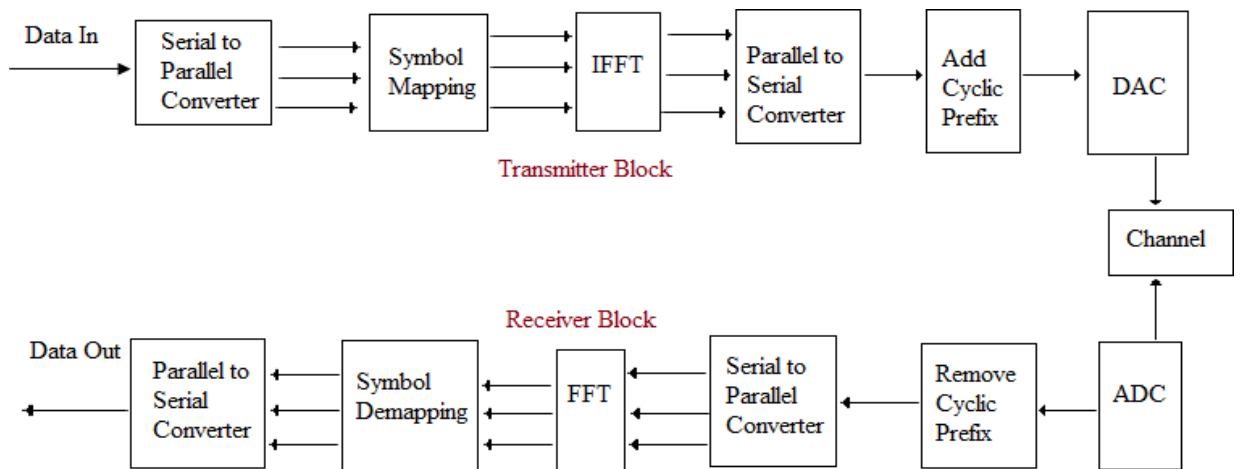 Data In
Serial to
Parallel
Converter
Symbol
Mapping
IFFT
Parallel to
Serial
Converter
Add
Cyclic
Prefix
DAC
Transmitter Block
Channel
Receiver Block
Data Out
Parallel to
Serial
Converter
Symbol
Demapping
FFT
Serial to
Parallel
Converter
Remove
Cyclic
Prefix
ADC